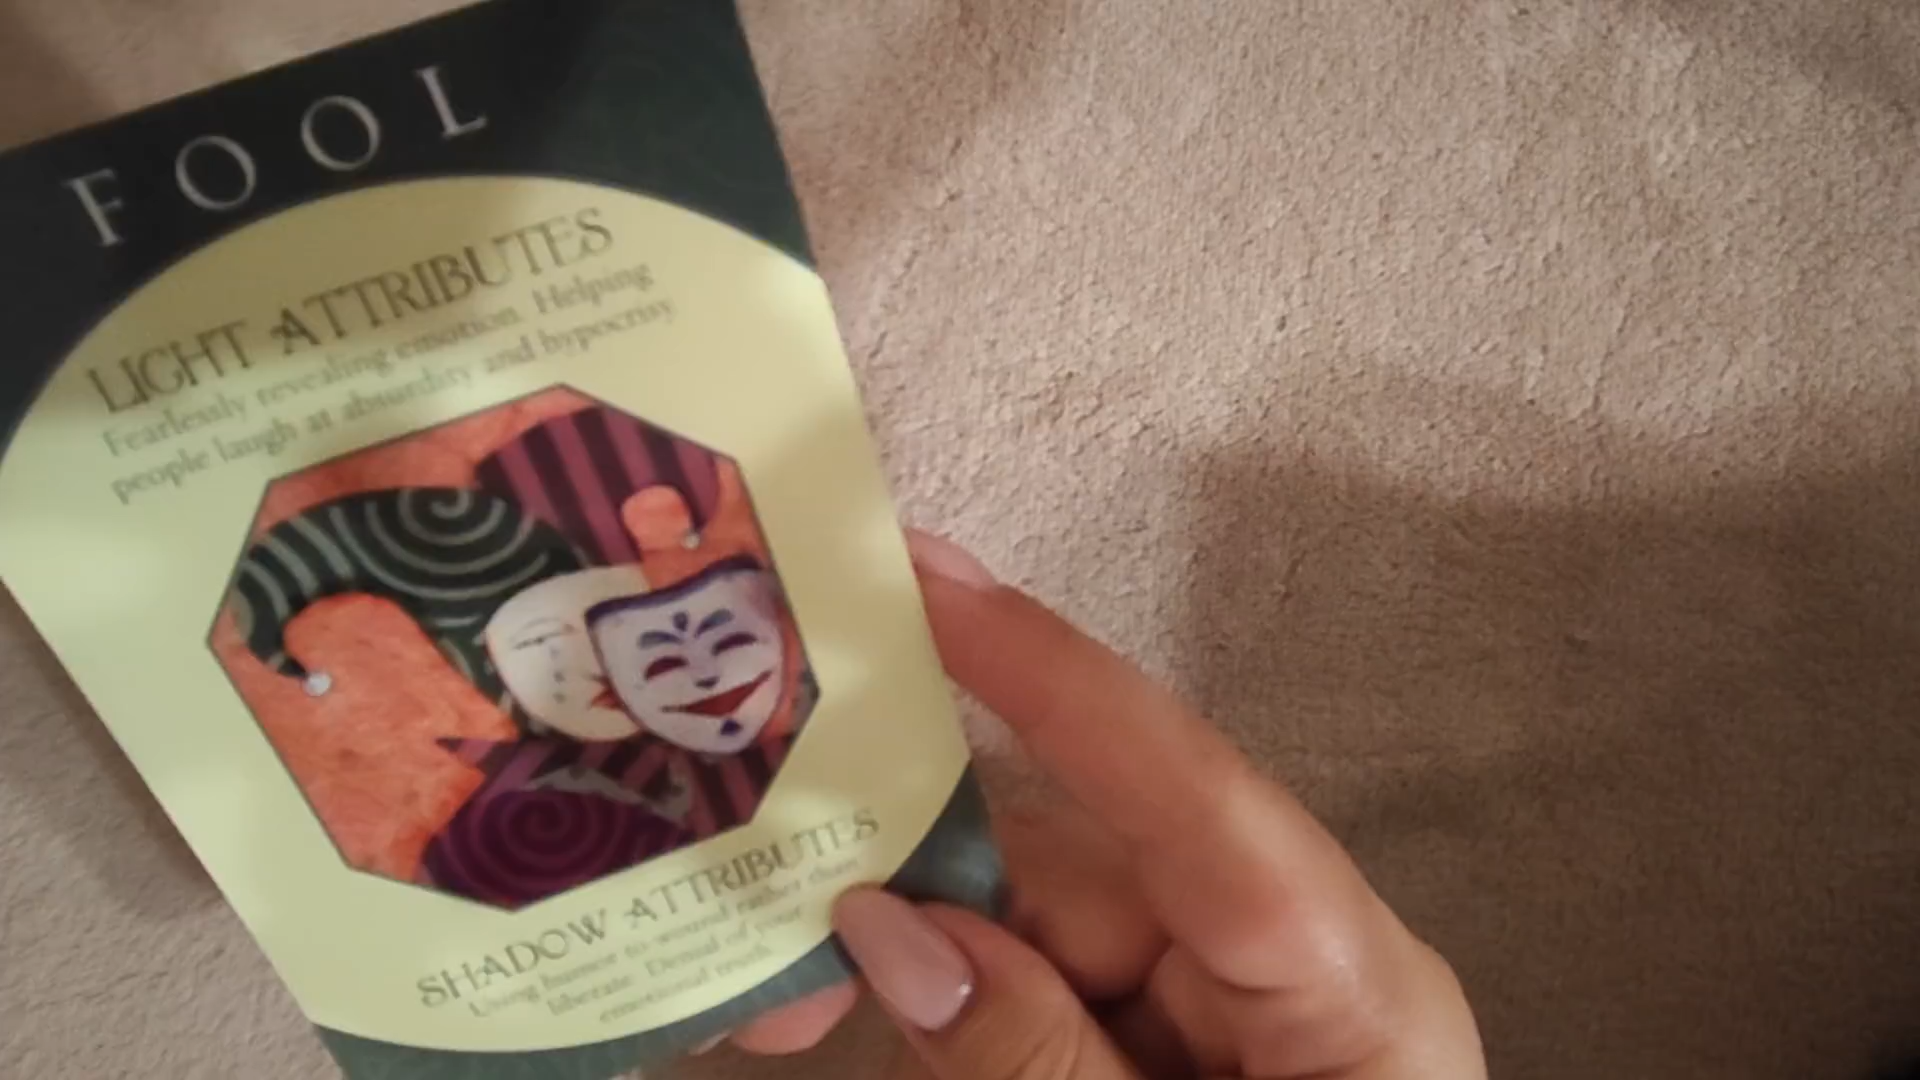 FOOL
LIGHT ATTRIBUTES
Fearlessly revealing emotion. Helping
people laugh at absurdity and hypocrisy
SHADOW ATTRIBUTES
Using humor to wound rather than
liberate. Denial of your
emotional truth.